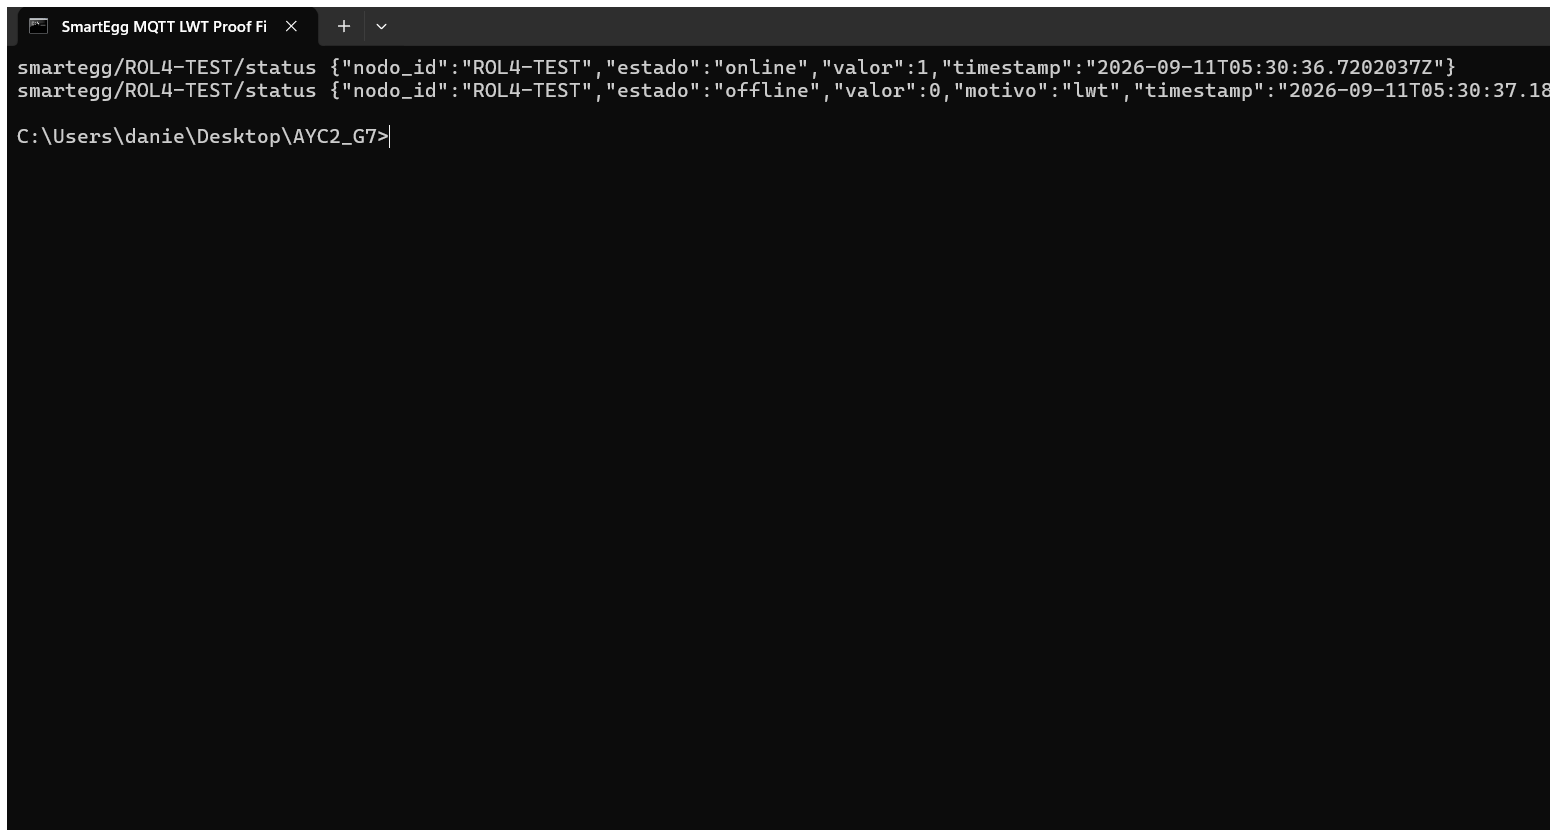 SmartEgg MQTT LWT Proof Fi
smartegg/ROL4-TEST/status {"nodo_id":"ROL4-TEST","estado":"online","valor":1,"timestamp":"2026-09-11T05:30:36.7202037Z"}
smartegg/ROL4-TEST/status {"nodo_id":"ROL4-TEST","estado":"offline","valor":0,"motivo":"lwt","timestamp":"2026-09-11T05:30:37.18
C:\Users\danie\Desktop\AYC2_G7>